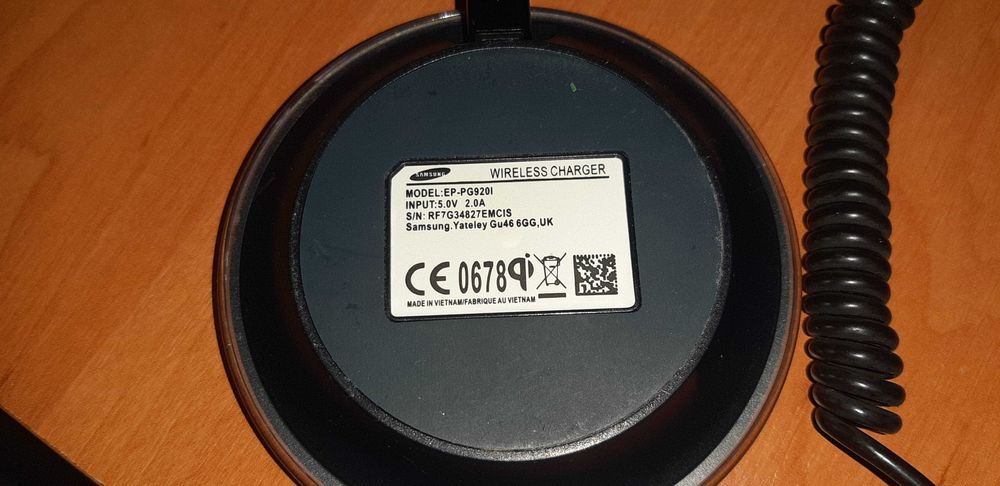 SAMSUNG
WIRELESS CHARGER
MODEL:EP-PG920I
INPUT:5.0V 2.0A
S/N: RF7G34827EMCIS
Samsung.Yateley Gu46 6GG,UK
CE 0678 qi
MADE IN VIETNAM/FABRIQUE AU VIETNAM